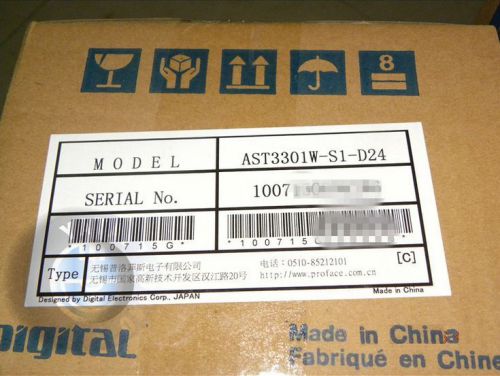 8
MODEL AST3301W-S1-D24
SERIAL No. 1007
*100715G* *100715
Type 无锡普洛菲斯电子有限公司 电话:0510-85212101 [C]
无锡市国家高新技术开发区汉江路20号 http://www.proface.com.cn
Designed by Digital Electronics Corp., JAPAN
Digital
Made in China
Fabriqué en Chine